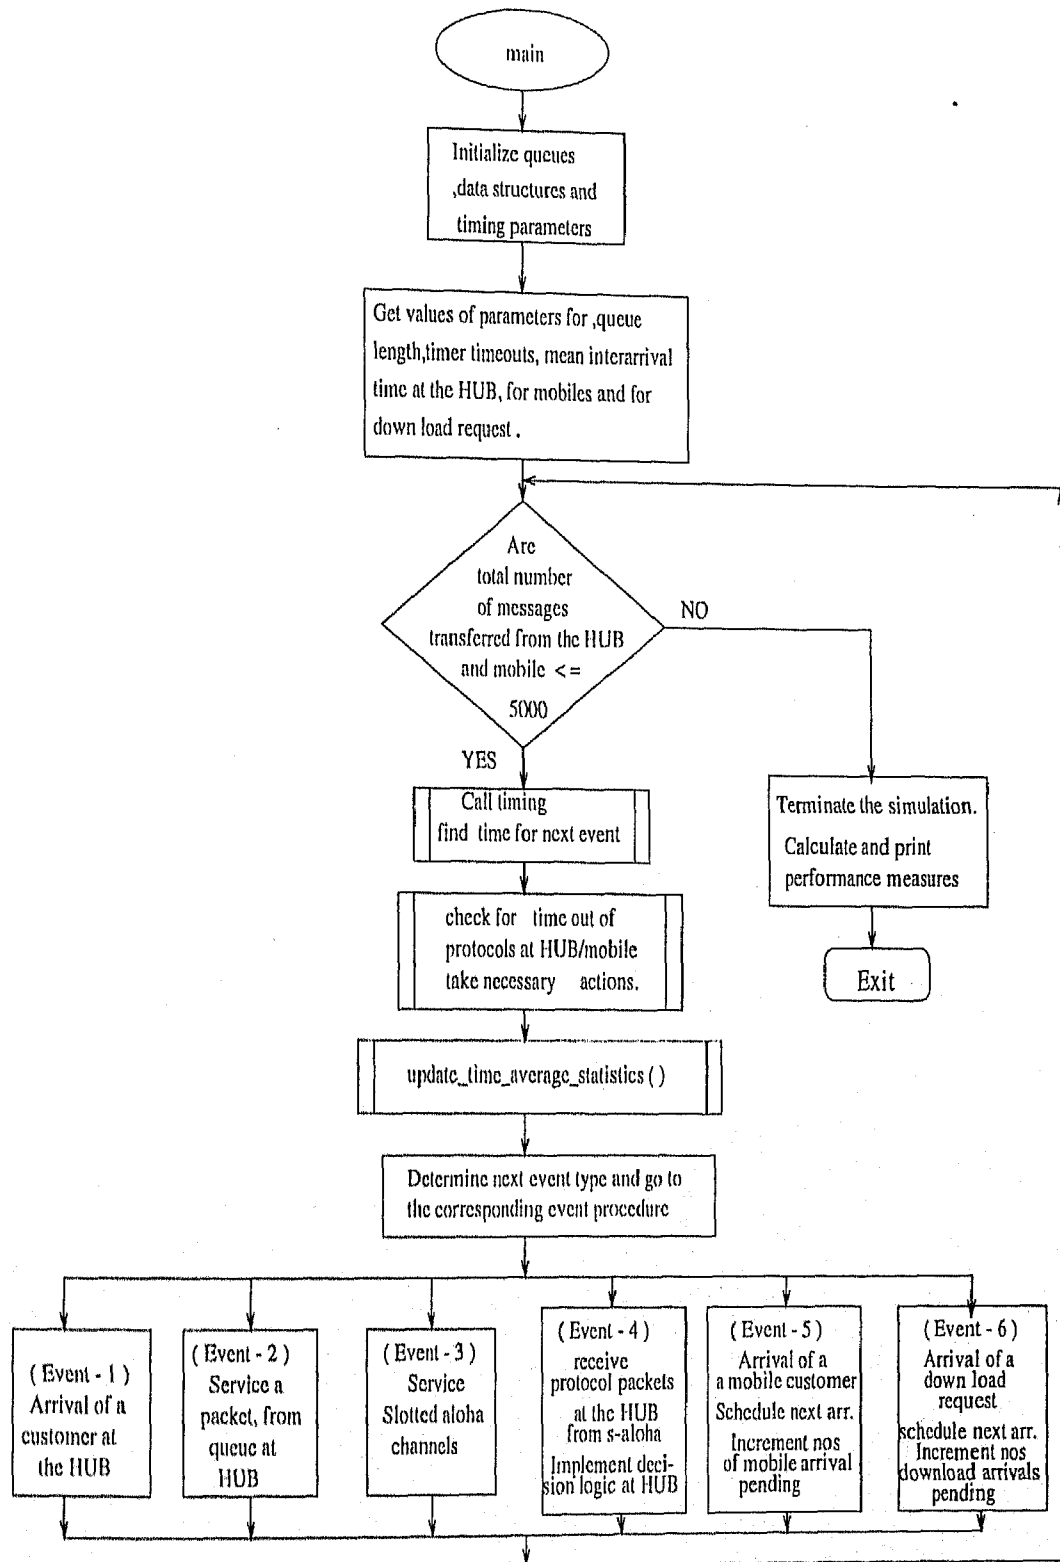 main
Initialize queues
,data structures and
timing parameters
Get values of parameters for ,queue
length,timer timeouts, mean interarrival
time at the HUB, for mobiles and for
down load request .
Are
total number
of messages
transferred from the HUB
and mobile <=
5000
NO
YES
Call timing
find time for next event
Terminate the simulation.
Calculate and print
performance measures
check for time out of
protocols at HUB/mobile
take necessary actions.
Exit
update_time_average_statistics ( )
Determine next event type and go to
the corresponding event procedure
( Event - 1 )
Arrival of a
customer at
the HUB
( Event - 2 )
Service a
packet, from
queue at
HUB
( Event - 3 )
Service
Slotted aloha
channels
( Event - 4 )
receive
protocol packets
at the HUB
from s-aloha
Implement deci-
sion logic at HUB
( Event - 5 )
Arrival of a
a mobile customer
Schedule next arr.
Increment nos
of mobile arrival
pending
( Event - 6 )
Arrival of a
down load
request
schedule next arr.
Increment nos
download arrivals
pending